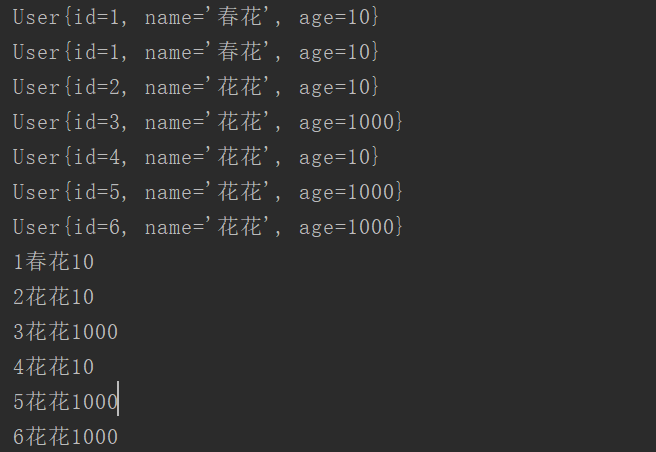 User{id=1, name='春花', age=10}
User{id=1, name='春花', age=10}
User{id=2, name='花花', age=10}
User{id=3, name='花花', age=1000}
User{id=4, name='花花', age=10}
User{id=5, name='花花', age=1000}
User{id=6, name='花花', age=1000}
1春花10
2花花10
3花花1000
4花花10
5花花1000
6花花1000